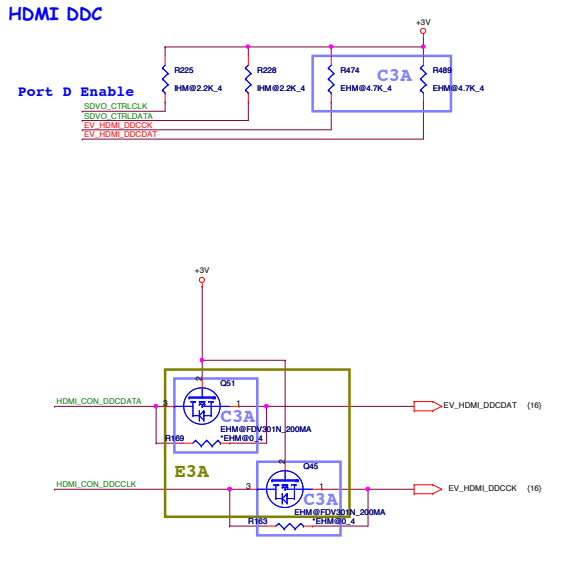 HDMI DDC
+3V
R225
R228
R474
C3A
R489
Port D Enable
IHM@2.2K_4
IHM@2.2K_4
EHM@4.7K_4
EHM@4.7K_4
SDVO_CTRLCLK
SDVO_CTRLDATA
EV_HDMI_DDCCK
EV_HDMI_DDCDAT
+3V
2
Q51
HDMI_CON_DDCDATA
3
1
EV_HDMI_DDCDAT {16}
C3A
EHM@FDV301N_200MA
R169
*EHM@0_4
E3A
2
Q45
HDMI_CON_DDCCLK
3
1
EV_HDMI_DDCCK {16}
C3A
EHM@FDV301N_200MA
R163
*EHM@0_4